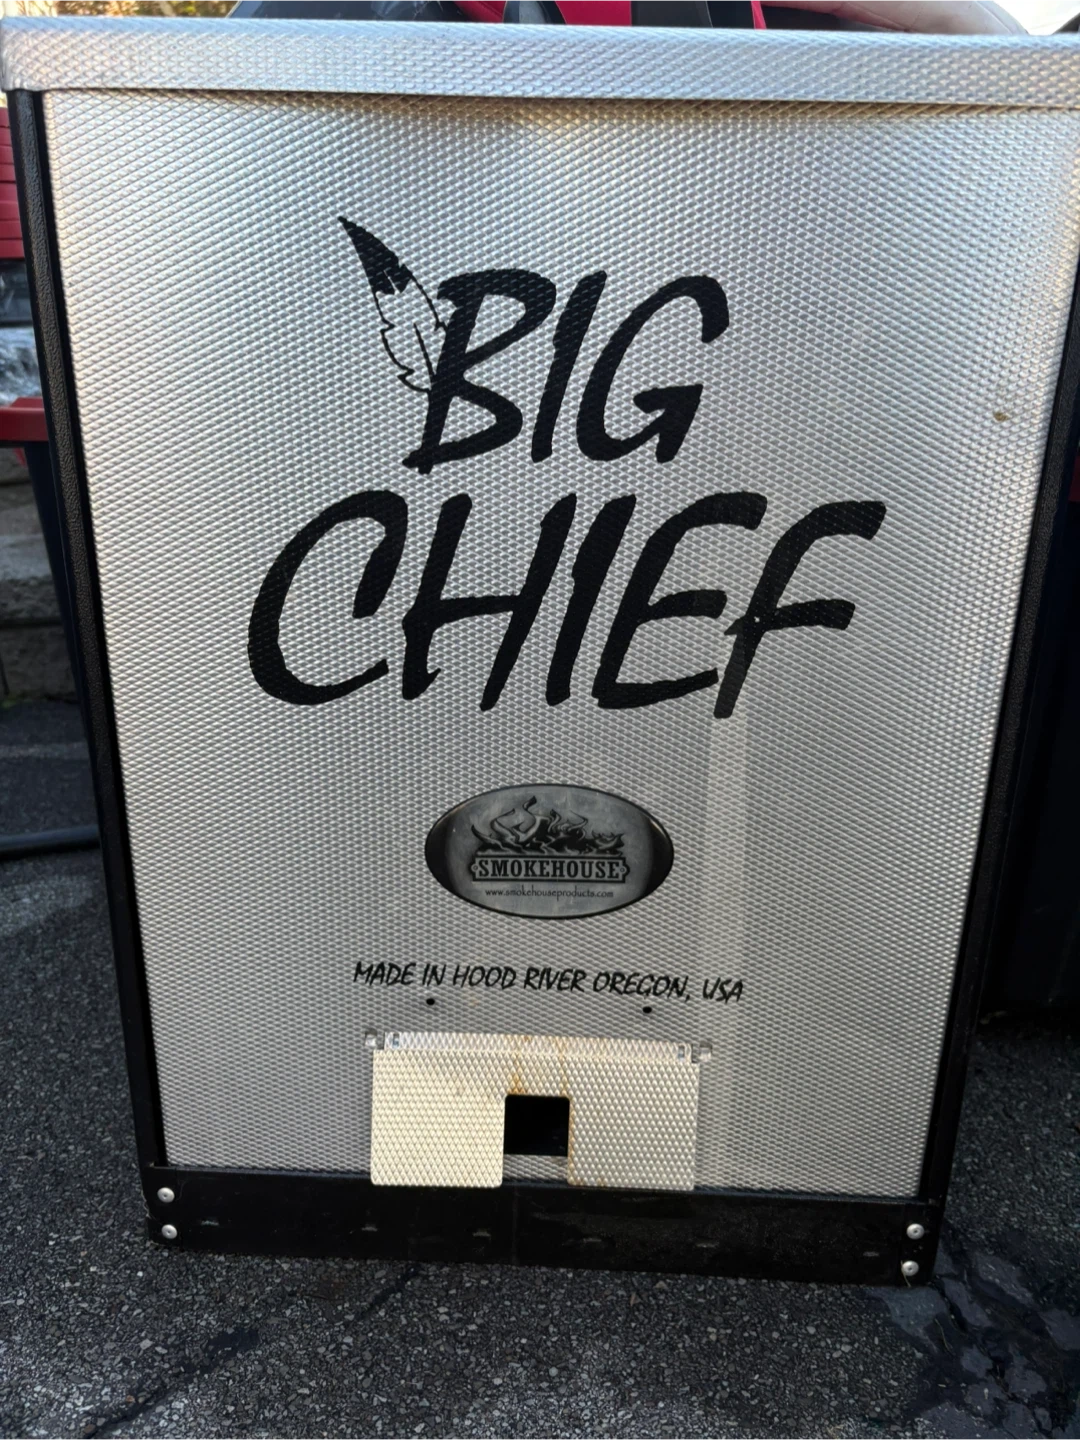 BIG
CHIEF
SMOKEHOUSE
www.smokehouseproducts.com
MADE IN HOOD RIVER OREGON, USA